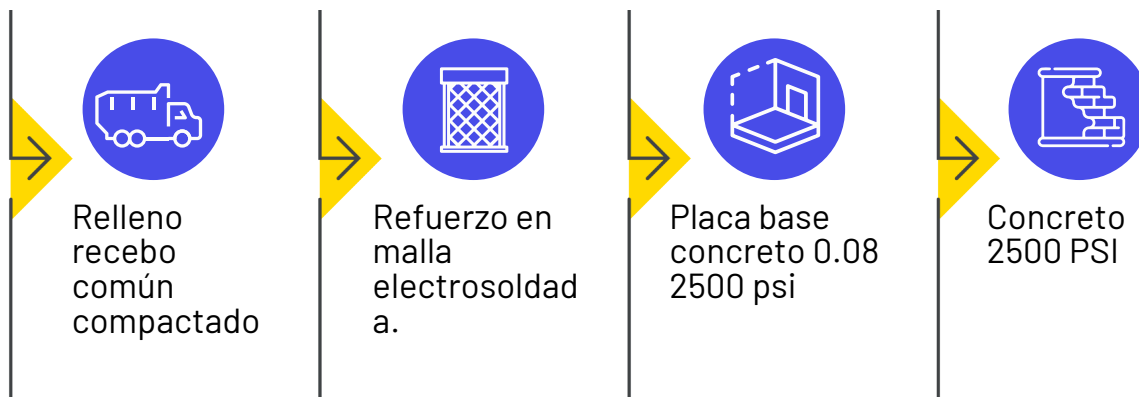 Relleno
recebo
común
compactado
Refuerzo en
malla
electrosoldad
a.
Placa base
concreto 0.08
2500 psi
Concreto
2500 PSI